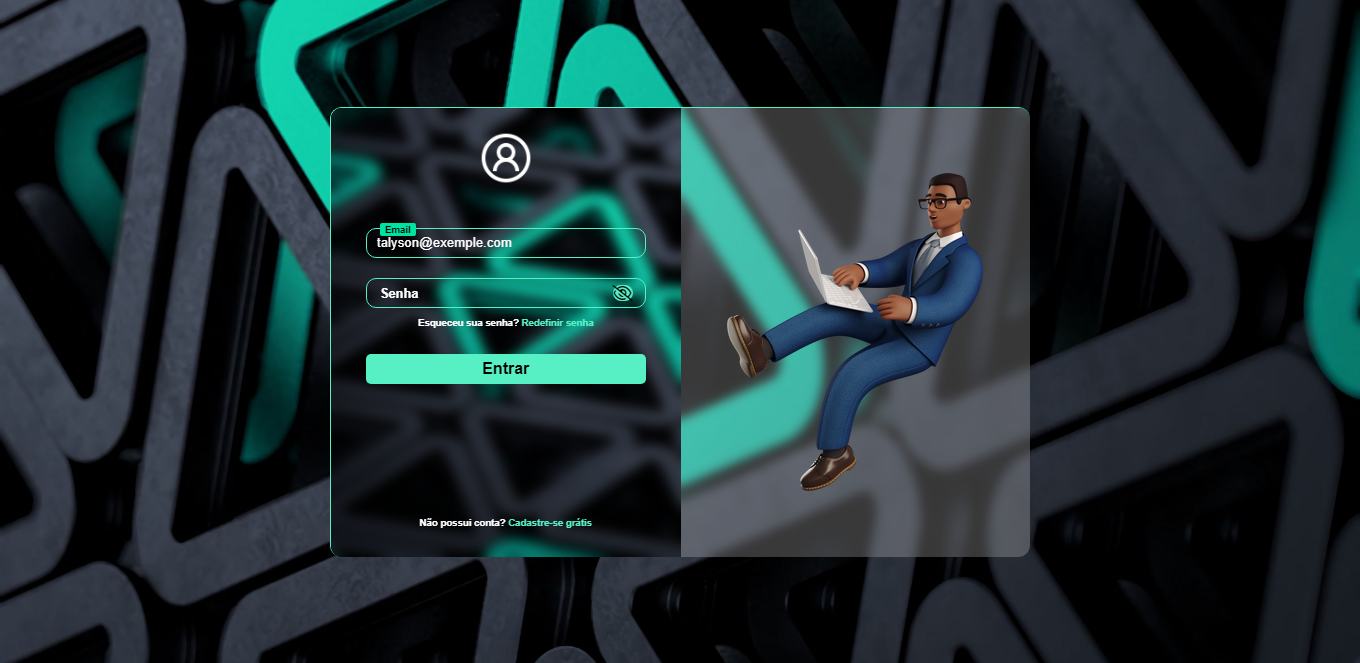 Email
talyson@exemple.com
Senha
Esqueceu sua senha? Redefinir senha
Entrar
Não possui conta? Cadastre-se grátis